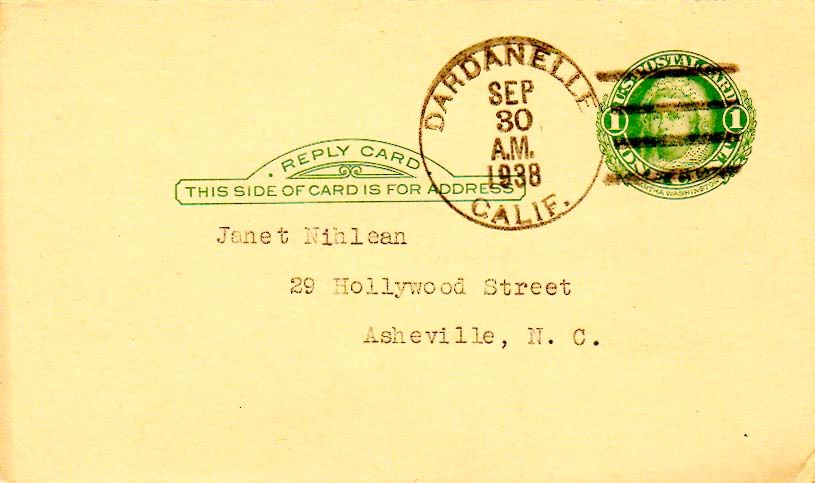 DARDANELLE
SEP
30
A.M.
1938
CALIF.
U.S. POSTAL CARD
1 1
MARTHA WASHINGTON
REPLY CARD
THIS SIDE OF CARD IS FOR ADDRESS
Janet Nihlean
29 Hollywood Street
Asheville, N. C.